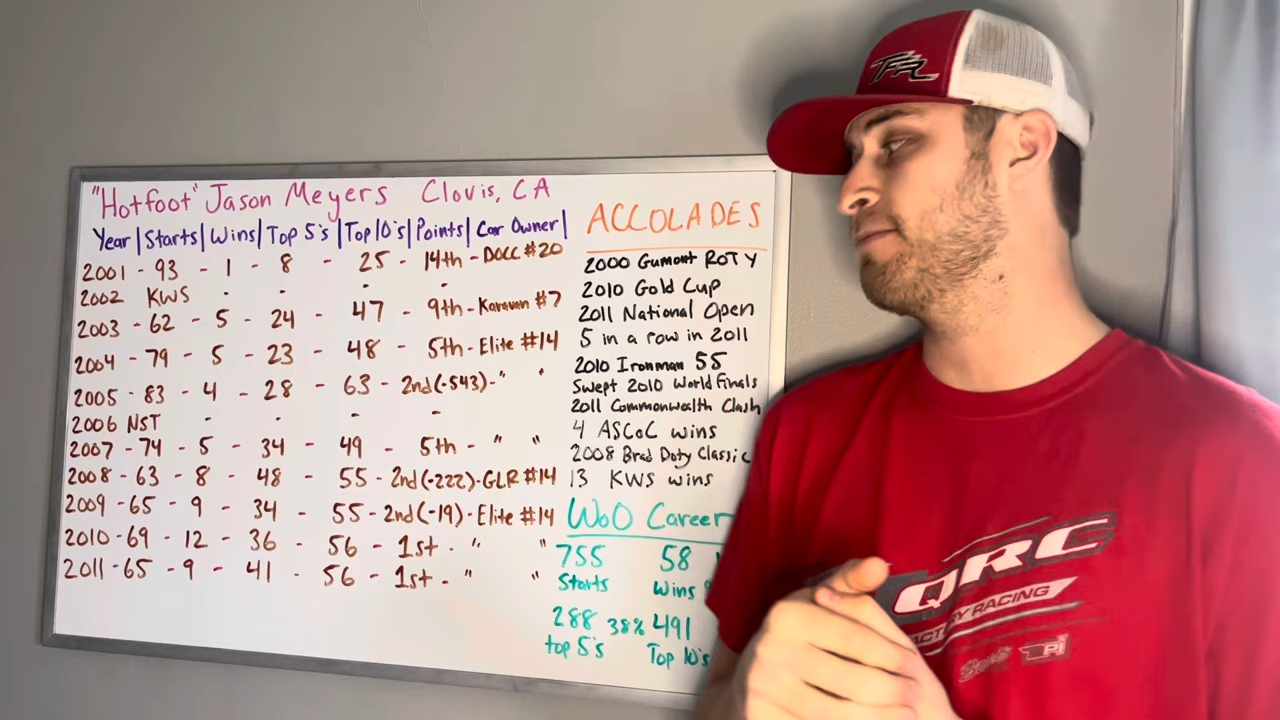 "Hotfoot" Jason Meyers Clovis, CA
Year | Starts | Wins | Top 5's | Top 10's | Points | Car Owner |
2001 - 93 - 1 - 8 - 25 - 14th - DOCC #20
2002 KWS - - - -
2003 - 62 - 5 - 24 - 47 - 9th - Karavan #7
2004 - 79 - 5 - 23 - 48 - 5th - Elite #14
2005 - 83 - 4 - 28 - 63 - 2nd (-543) - " "
2006 NST - - - -
2007 - 74 - 5 - 34 - 49 - 5th - " "
2008 - 63 - 8 - 48 - 55 - 2nd (-222) - GLR #14
2009 - 65 - 9 - 34 - 55 - 2nd (-19) - Elite #14
2010 - 69 - 12 - 36 - 56 - 1st - " "
2011 - 65 - 9 - 41 - 56 - 1st - " "
ACCOLADES
2000 Gumout ROTY
2010 Gold Cup
2011 National Open
5 in a row in 2011
2010 Ironman 55
Swept 2010 World Finals
2011 Commonwealth Clash
4 ASCoC wins
2008 Brad Doty Classic
13 KWS wins
WoO Career
755 58
Starts Wins
288 38% 491
top 5's Top 10's
TFR
QRC
FACTORY RACING
TPi